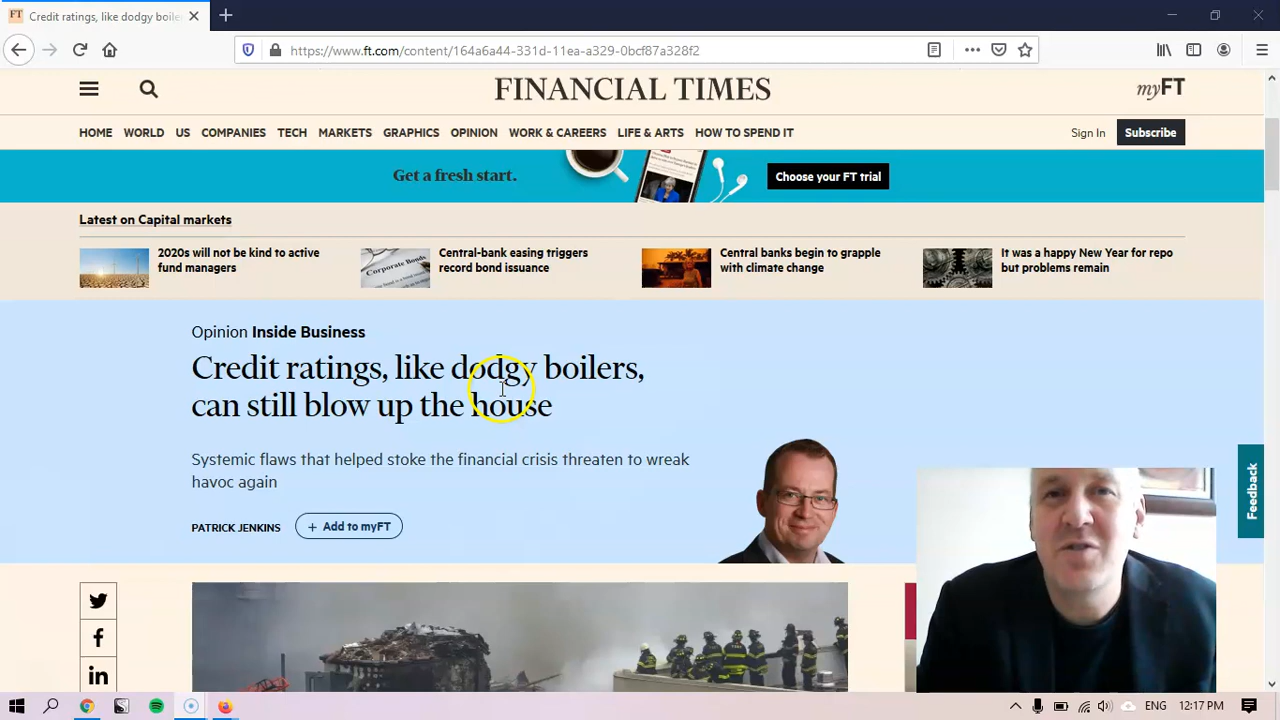 Credit ratings, like dodgy boile
https://www.ft.com/content/164a6a44-331d-11ea-a329-0bcf87a328f2
FINANCIAL TIMES
myFT
HOME WORLD US COMPANIES TECH MARKETS GRAPHICS OPINION WORK & CAREERS LIFE & ARTS HOW TO SPEND IT
Sign In Subscribe
Get a fresh start.
Choose your FT trial
Latest on Capital markets
2020s will not be kind to active
fund managers
Corporate Bonds
Central-bank easing triggers
record bond issuance
Central banks begin to grapple
with climate change
It was a happy New Year for repo
but problems remain
Opinion Inside Business
Credit ratings, like dodgy boilers,
can still blow up the house
Systemic flaws that helped stoke the financial crisis threaten to wreak
havoc again
PATRICK JENKINS
+ Add to myFT
Feedback
ENG 12:17 PM